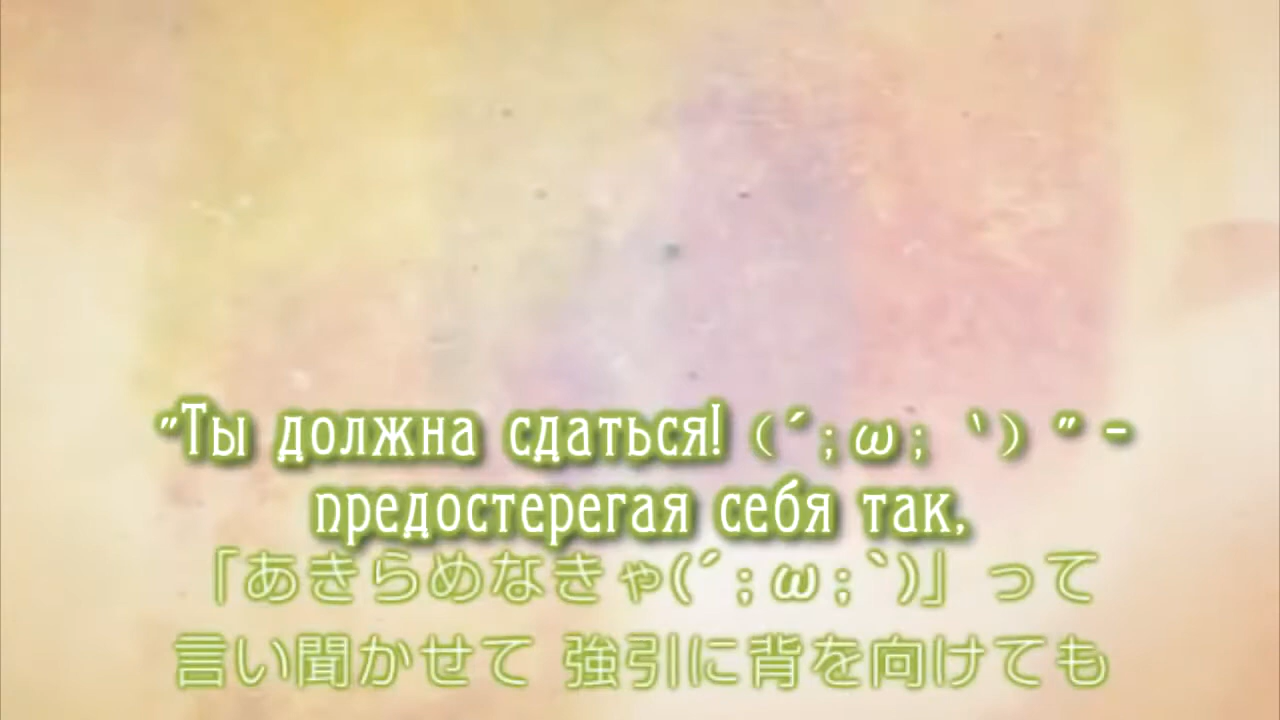 "Ты должна сдаться! (´;ω; `) " -
предостерегая себя так,
「あきらめなきゃ(´;ω;`)」って
言い聞かせて 強引に背を向けても